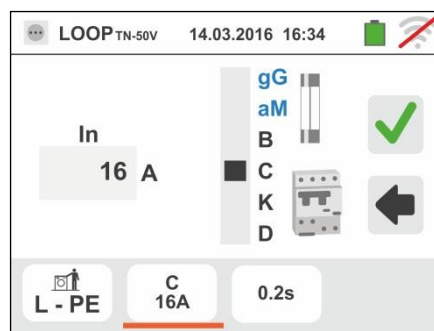 LOOP TN-50V 14.03.2016 16:34
gG
aM
In
B
16 A
C
K
D
L - PE
C
16A
0.2s